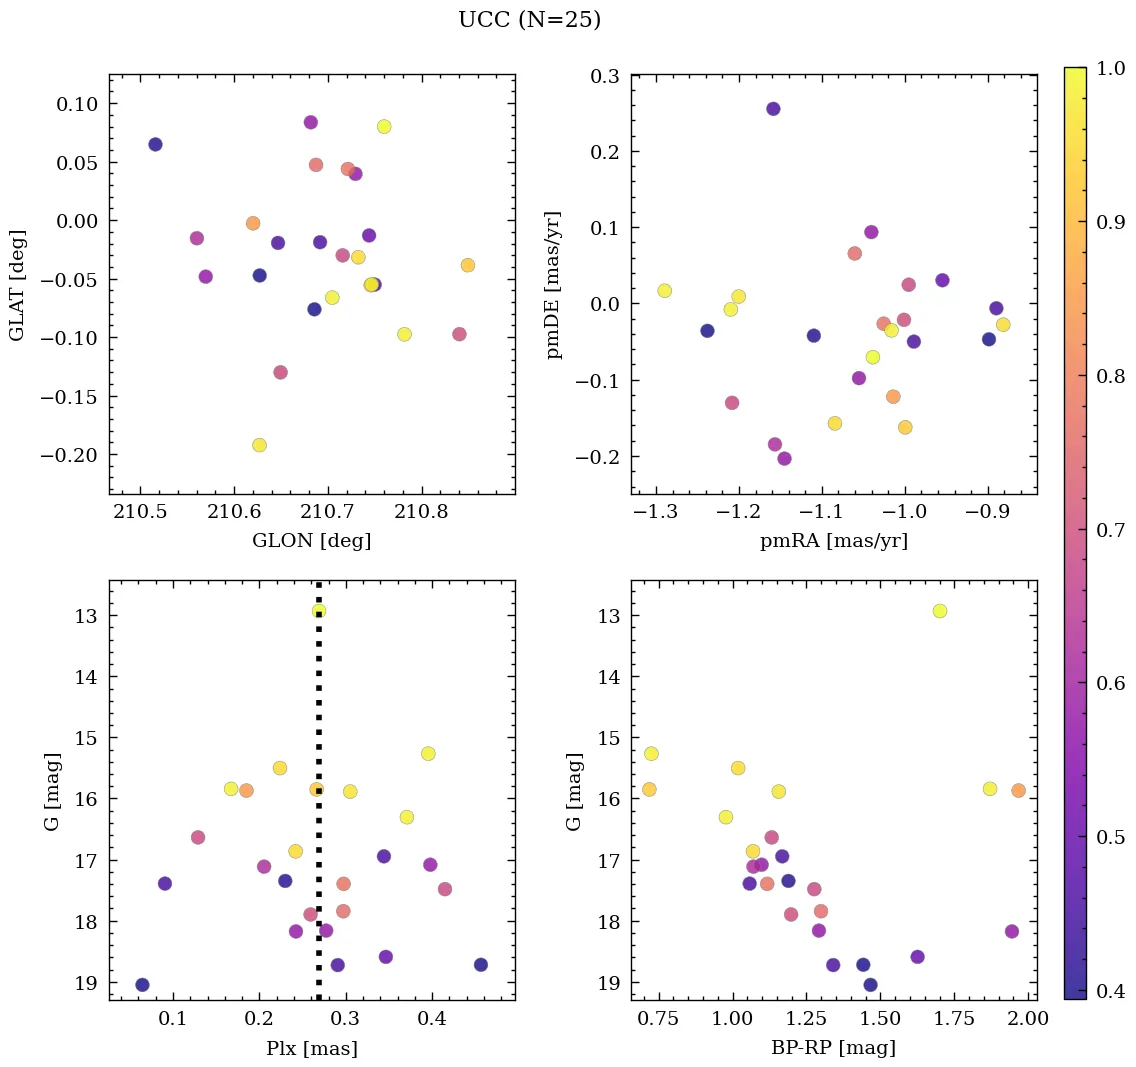 UCC (N=25)
0.10
0.05
0.00
−0.05
−0.10
−0.15
−0.20
GLAT [deg]
210.5 210.6 210.7 210.8
GLON [deg]
0.3
0.2
0.1
0.0
−0.1
−0.2
pmDE [mas/yr]
−1.3 −1.2 −1.1 −1.0 −0.9
pmRA [mas/yr]
13
14
15
16
17
18
19
G [mag]
0.1 0.2 0.3 0.4
Plx [mas]
13
14
15
16
17
18
19
G [mag]
0.75 1.00 1.25 1.50 1.75 2.00
BP-RP [mag]
1.0
0.9
0.8
0.7
0.6
0.5
0.4